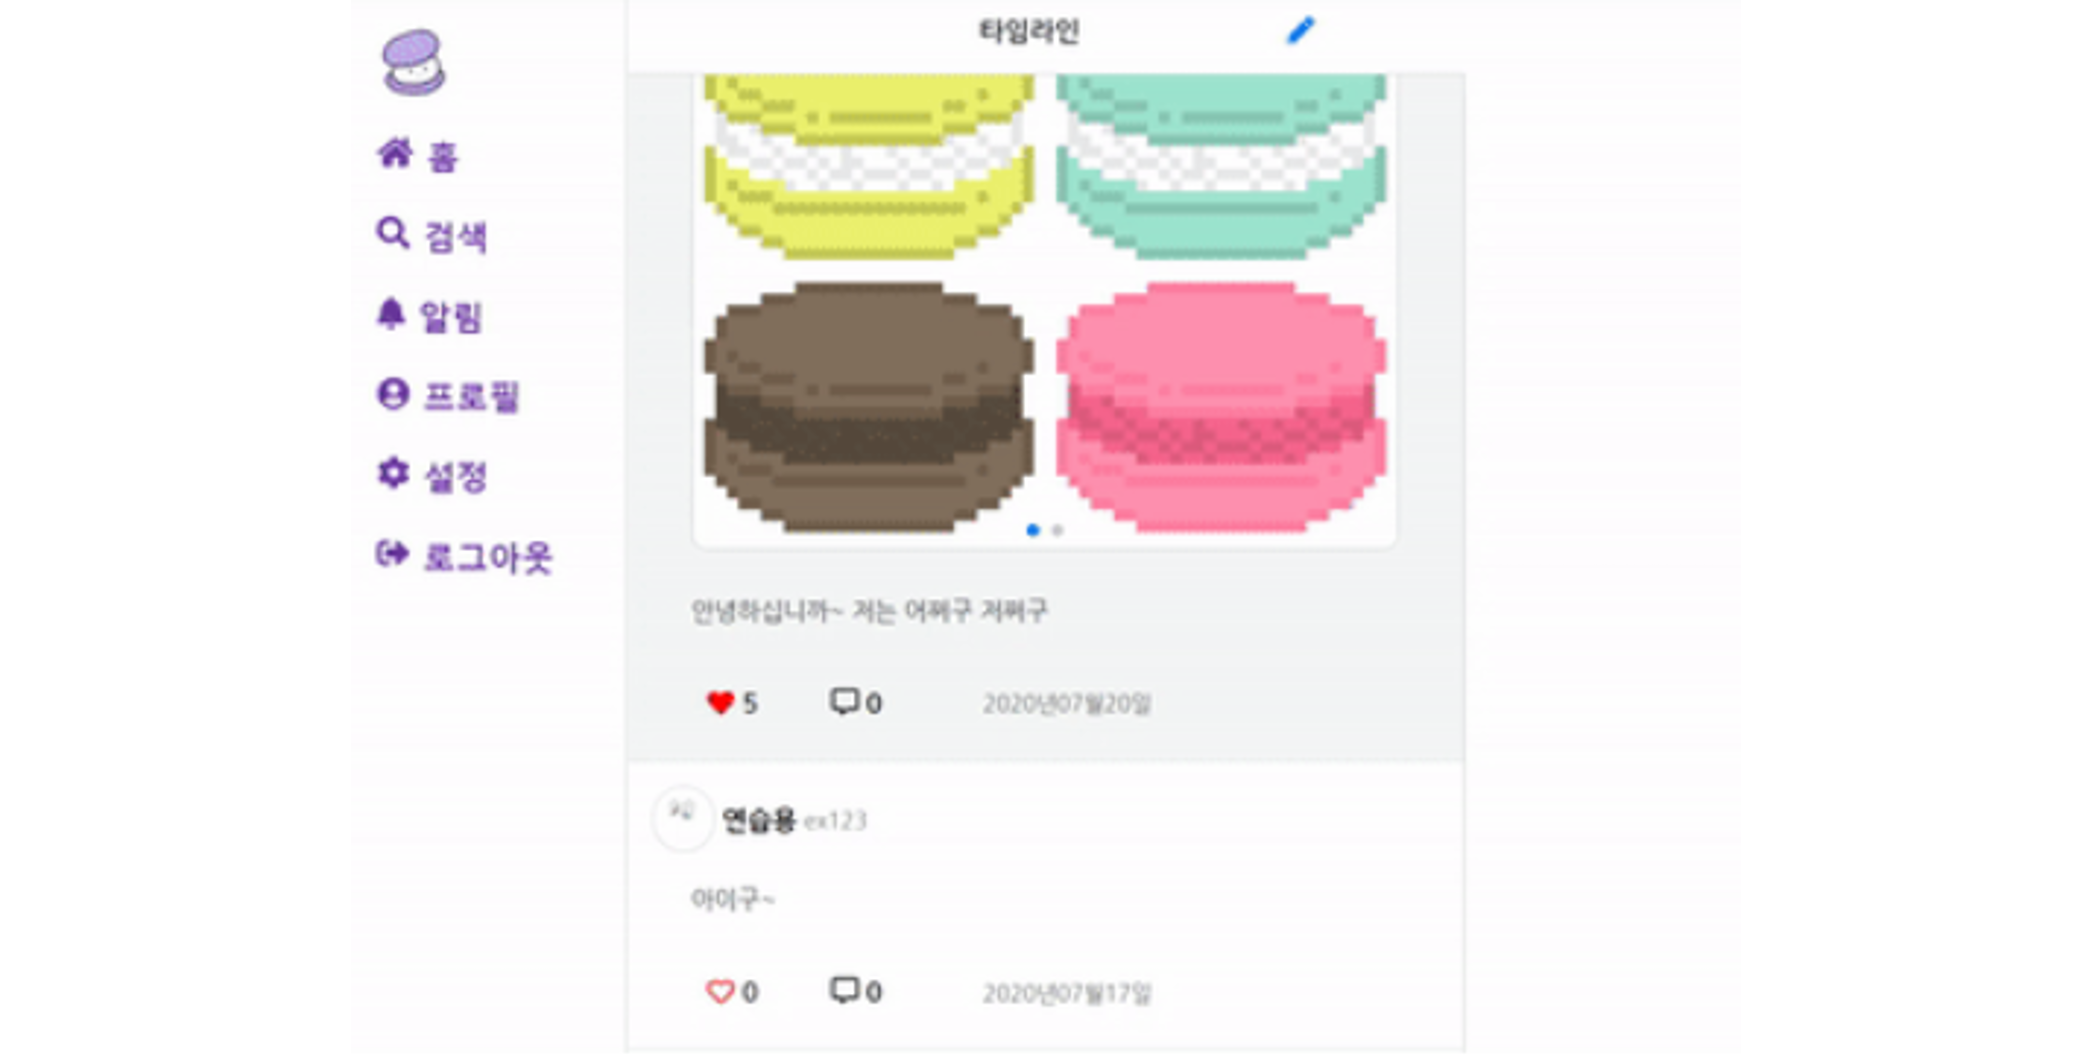 타임라인
홈
검색
알림
프로필
설정
로그아웃
안녕하십니까~ 저는 어쩌구 저쩌구
5 0 2020년07월20일
연습용 ex123
아이구~
0 0 2020년07월17일